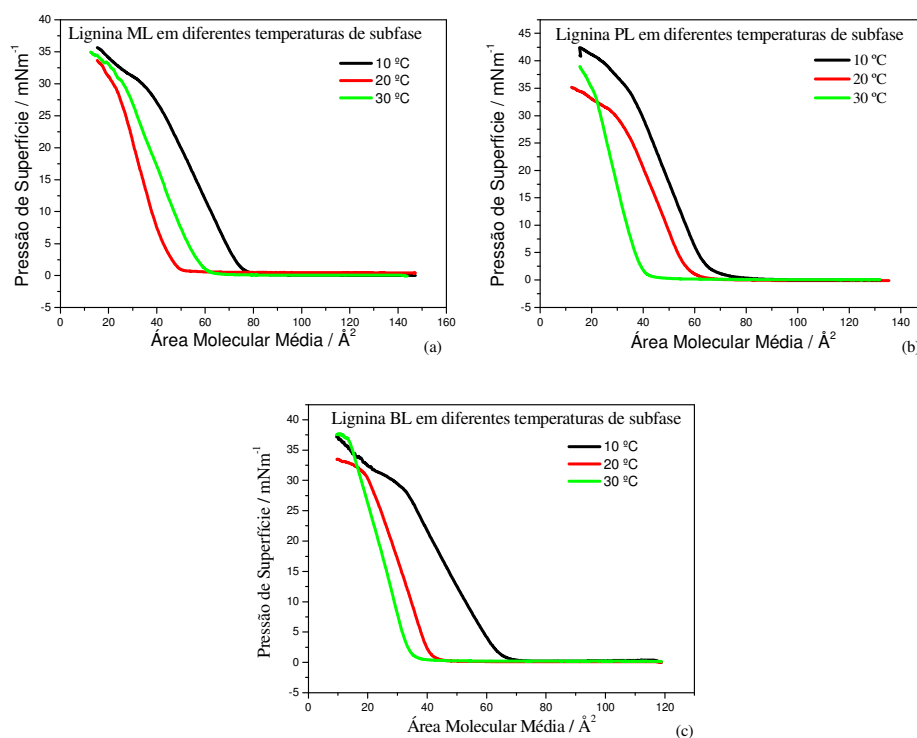 Lignina ML em diferentes temperaturas de subfase
10 ºC
20 ºC
30 ºC
Pressão de Superfície / mNm⁻¹
40
35
30
25
20
15
10
5
0
-5
0 20 40 60 80 100 120 140 160
Área Molecular Média / Å²
(a)
Lignina PL em diferentes temperaturas de subfase
10 ºC
20 ºC
30 ºC
Pressão de Superfície / mNm⁻¹
45
40
35
30
25
20
15
10
5
0
-5
0 20 40 60 80 100 120 140
Área Molecular Média / Å²
(b)
Lignina BL em diferentes temperaturas de subfase
10 ºC
20 ºC
30 ºC
Pressão de Superfície / mNm⁻¹
40
35
30
25
20
15
10
5
0
-5
0 20 40 60 80 100 120
Área Molecular Média / Å²
(c)